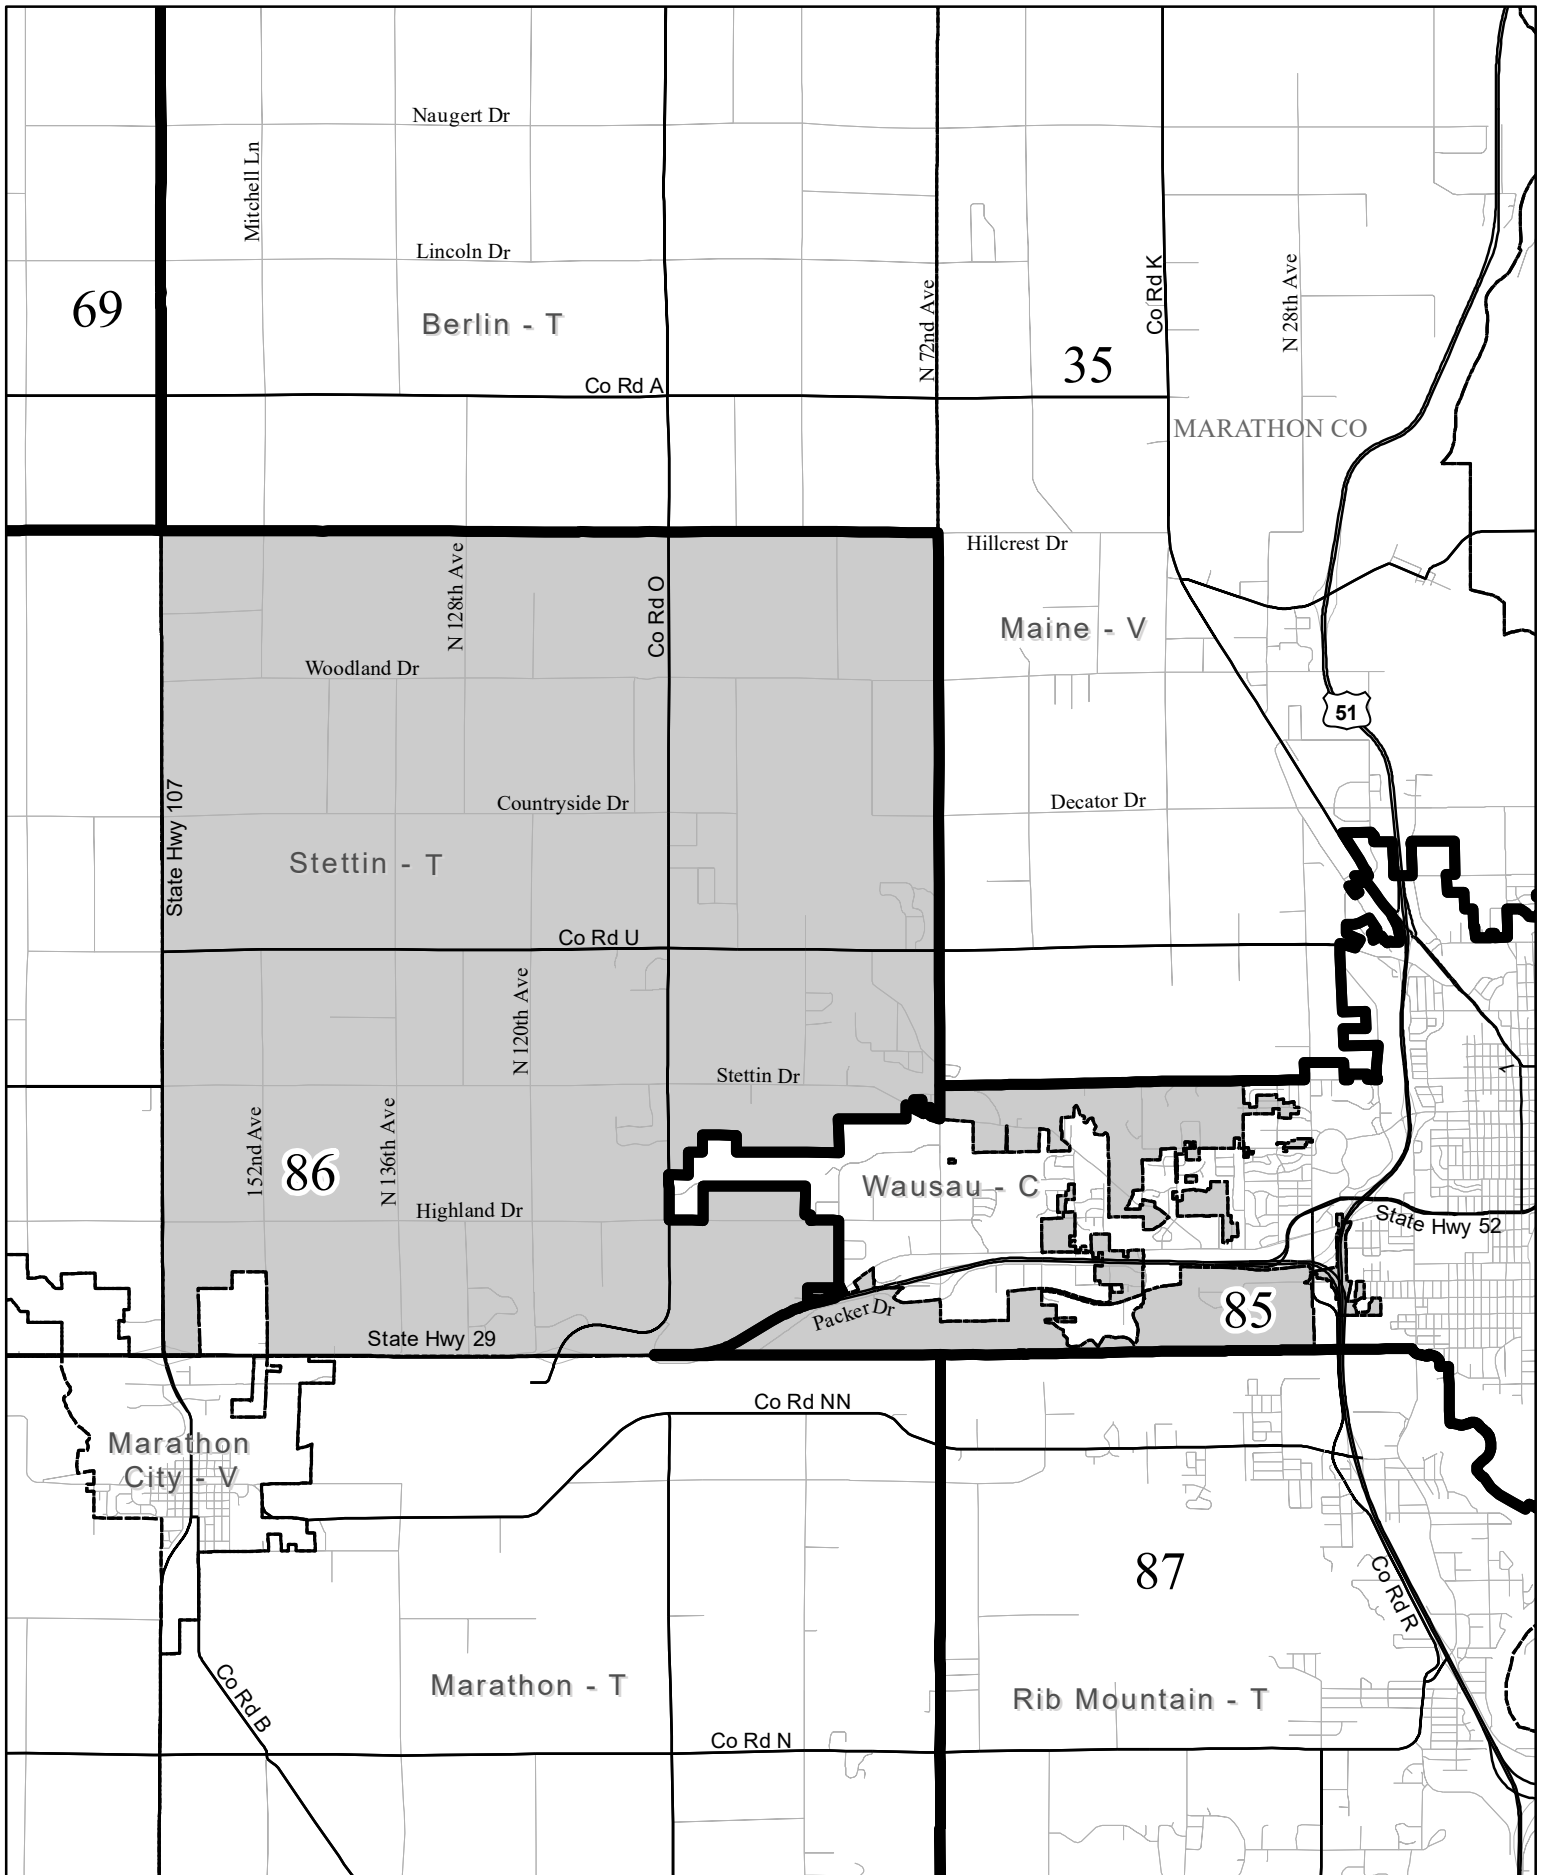 Naugert Dr
Mitchell Ln
Lincoln Dr
69
Berlin - T
N 72nd Ave
Co Rd K
N 28th Ave
35
Co Rd A
MARATHON CO
Hillcrest Dr
N 128th Ave
Co Rd O
Maine - V
Woodland Dr
51
State Hwy 107
Countryside Dr
Decator Dr
Stettin - T
Co Rd U
N 120th Ave
Stettin Dr
1
152nd Ave
86
N 136th Ave
Wausau - C
Highland Dr
State Hwy 52
85
Packer Dr
State Hwy 29
Co Rd NN
Marathon
City - V
87
Co Rd R
Co Rd B
Marathon - T
Rib Mountain - T
Co Rd N